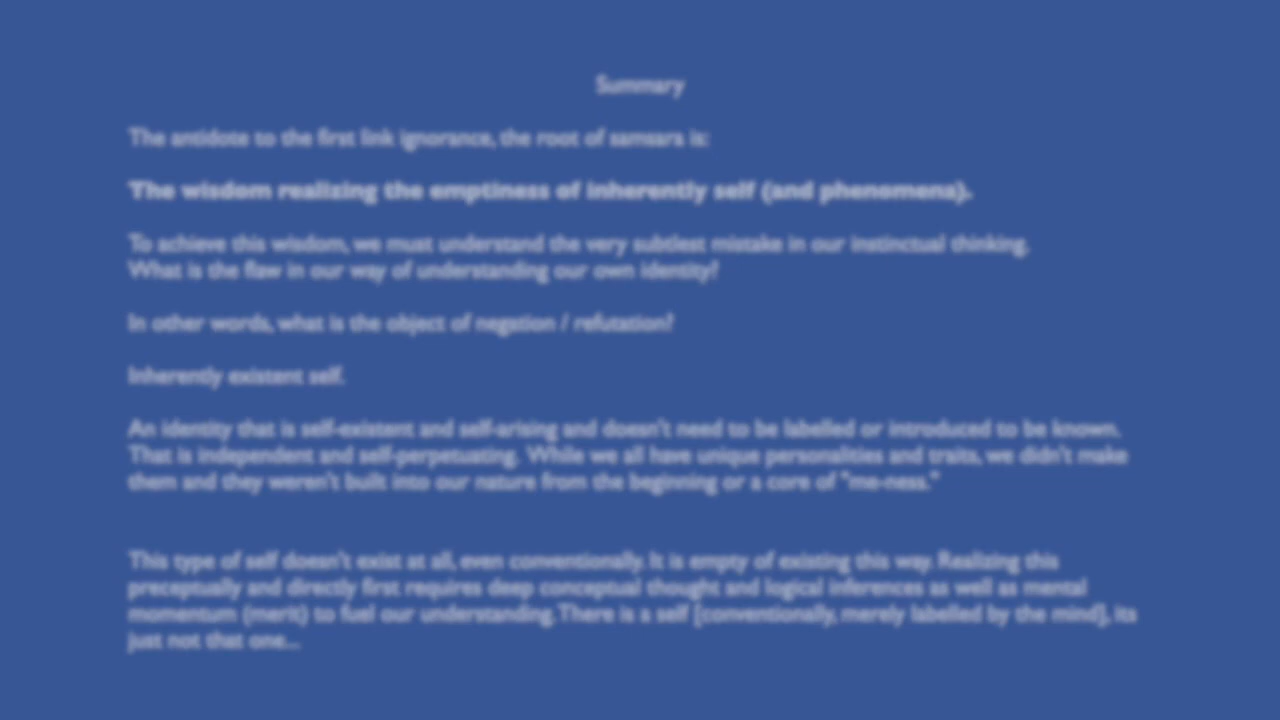 Summary
The antidote to the first link ignorance, the root of samsara is:
The wisdom realizing the emptiness of inherently self (and phenomena).
To achieve this wisdom, we must understand the very subtlest mistake in our instinctual thinking.
What is the flaw in our way of understanding our own identity?
In other words, what is the object of negation / refutation?
Inherently existent self.
An identity that is self-existent and self-arising and doesn't need to be labelled or introduced to be known.
That is independent and self-perpetuating. While we all have unique personalities and traits, we didn't make
them and they weren't built into our nature from the beginning or a core of "me-ness."
This type of self doesn't exist at all, even conventionally. It is empty of existing this way. Realizing this
preceptually and directly first requires deep conceptual thought and logical inferences as well as mental
momentum (merit) to fuel our understanding. There is a self [conventionally, merely labelled by the mind], its
just not that one...